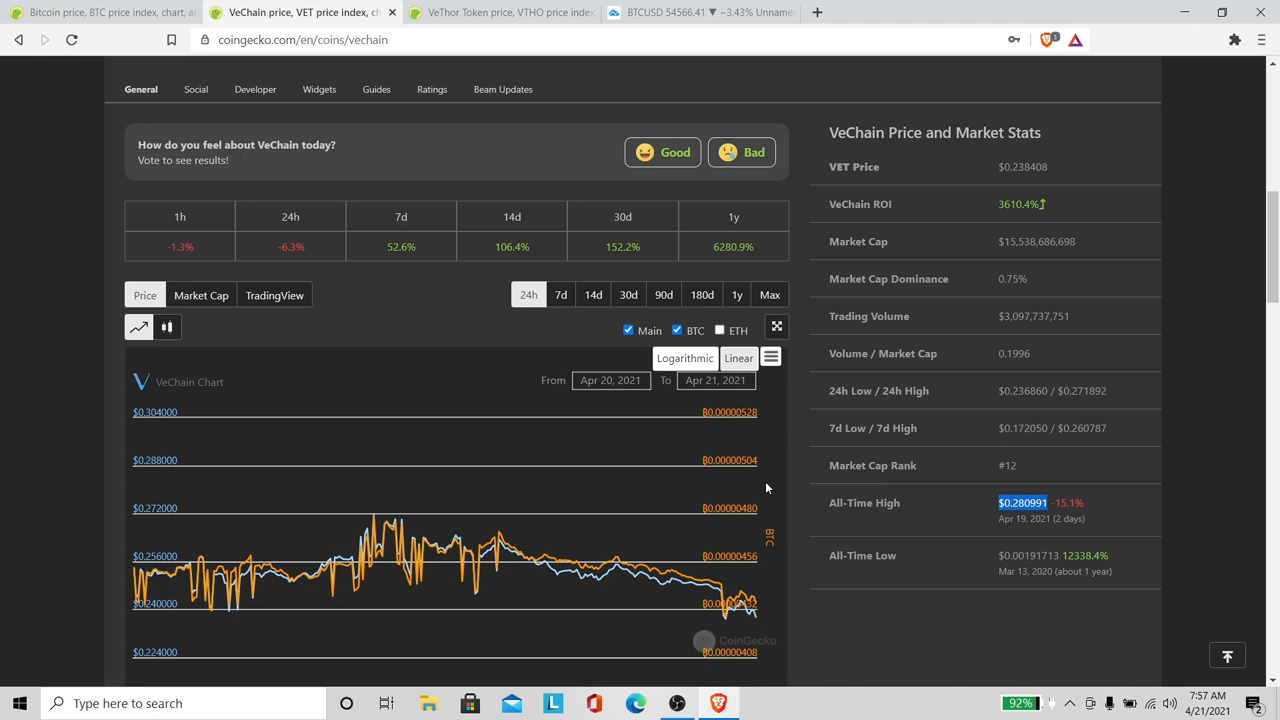 Bitcoin price, BTC price index, chart, an
VeChain price, VET price index, ch
VeThor Token price, VTHO price index
BTCUSD 54566.41 ▼ −3.43% Unname
coingecko.com/en/coins/vechain
1
General Social Developer Widgets Guides Ratings Beam Updates
How do you feel about VeChain today?
Vote to see results!
Good
Bad
1h 24h 7d 14d 30d 1y
-1.3% -6.3% 52.6% 106.4% 152.2% 6280.9%
Price Market Cap TradingView
24h 7d 14d 30d 90d 180d 1y Max
Main BTC ETH
Logarithmic Linear
VeChain Chart
From Apr 20, 2021 To Apr 21, 2021
$0.304000 ₿0.00000528
$0.288000 ₿0.00000504
$0.272000 ₿0.00000480
BTC
$0.256000 ₿0.00000456
$0.240000 ₿0.00000432
CoinGecko
$0.224000 ₿0.00000408
VeChain Price and Market Stats
VET Price $0.238408
VeChain ROI 3610.4%
Market Cap $15,538,686,698
Market Cap Dominance 0.75%
Trading Volume $3,097,737,751
Volume / Market Cap 0.1996
24h Low / 24h High $0.236860 / $0.271892
7d Low / 7d High $0.172050 / $0.260787
Market Cap Rank #12
All-Time High $0.280991 -15.1%
Apr 19, 2021 (2 days)
All-Time Low $0.00191713 12338.4%
Mar 13, 2020 (about 1 year)
Type here to search
L
92%
7:57 AM
4/21/2021
2